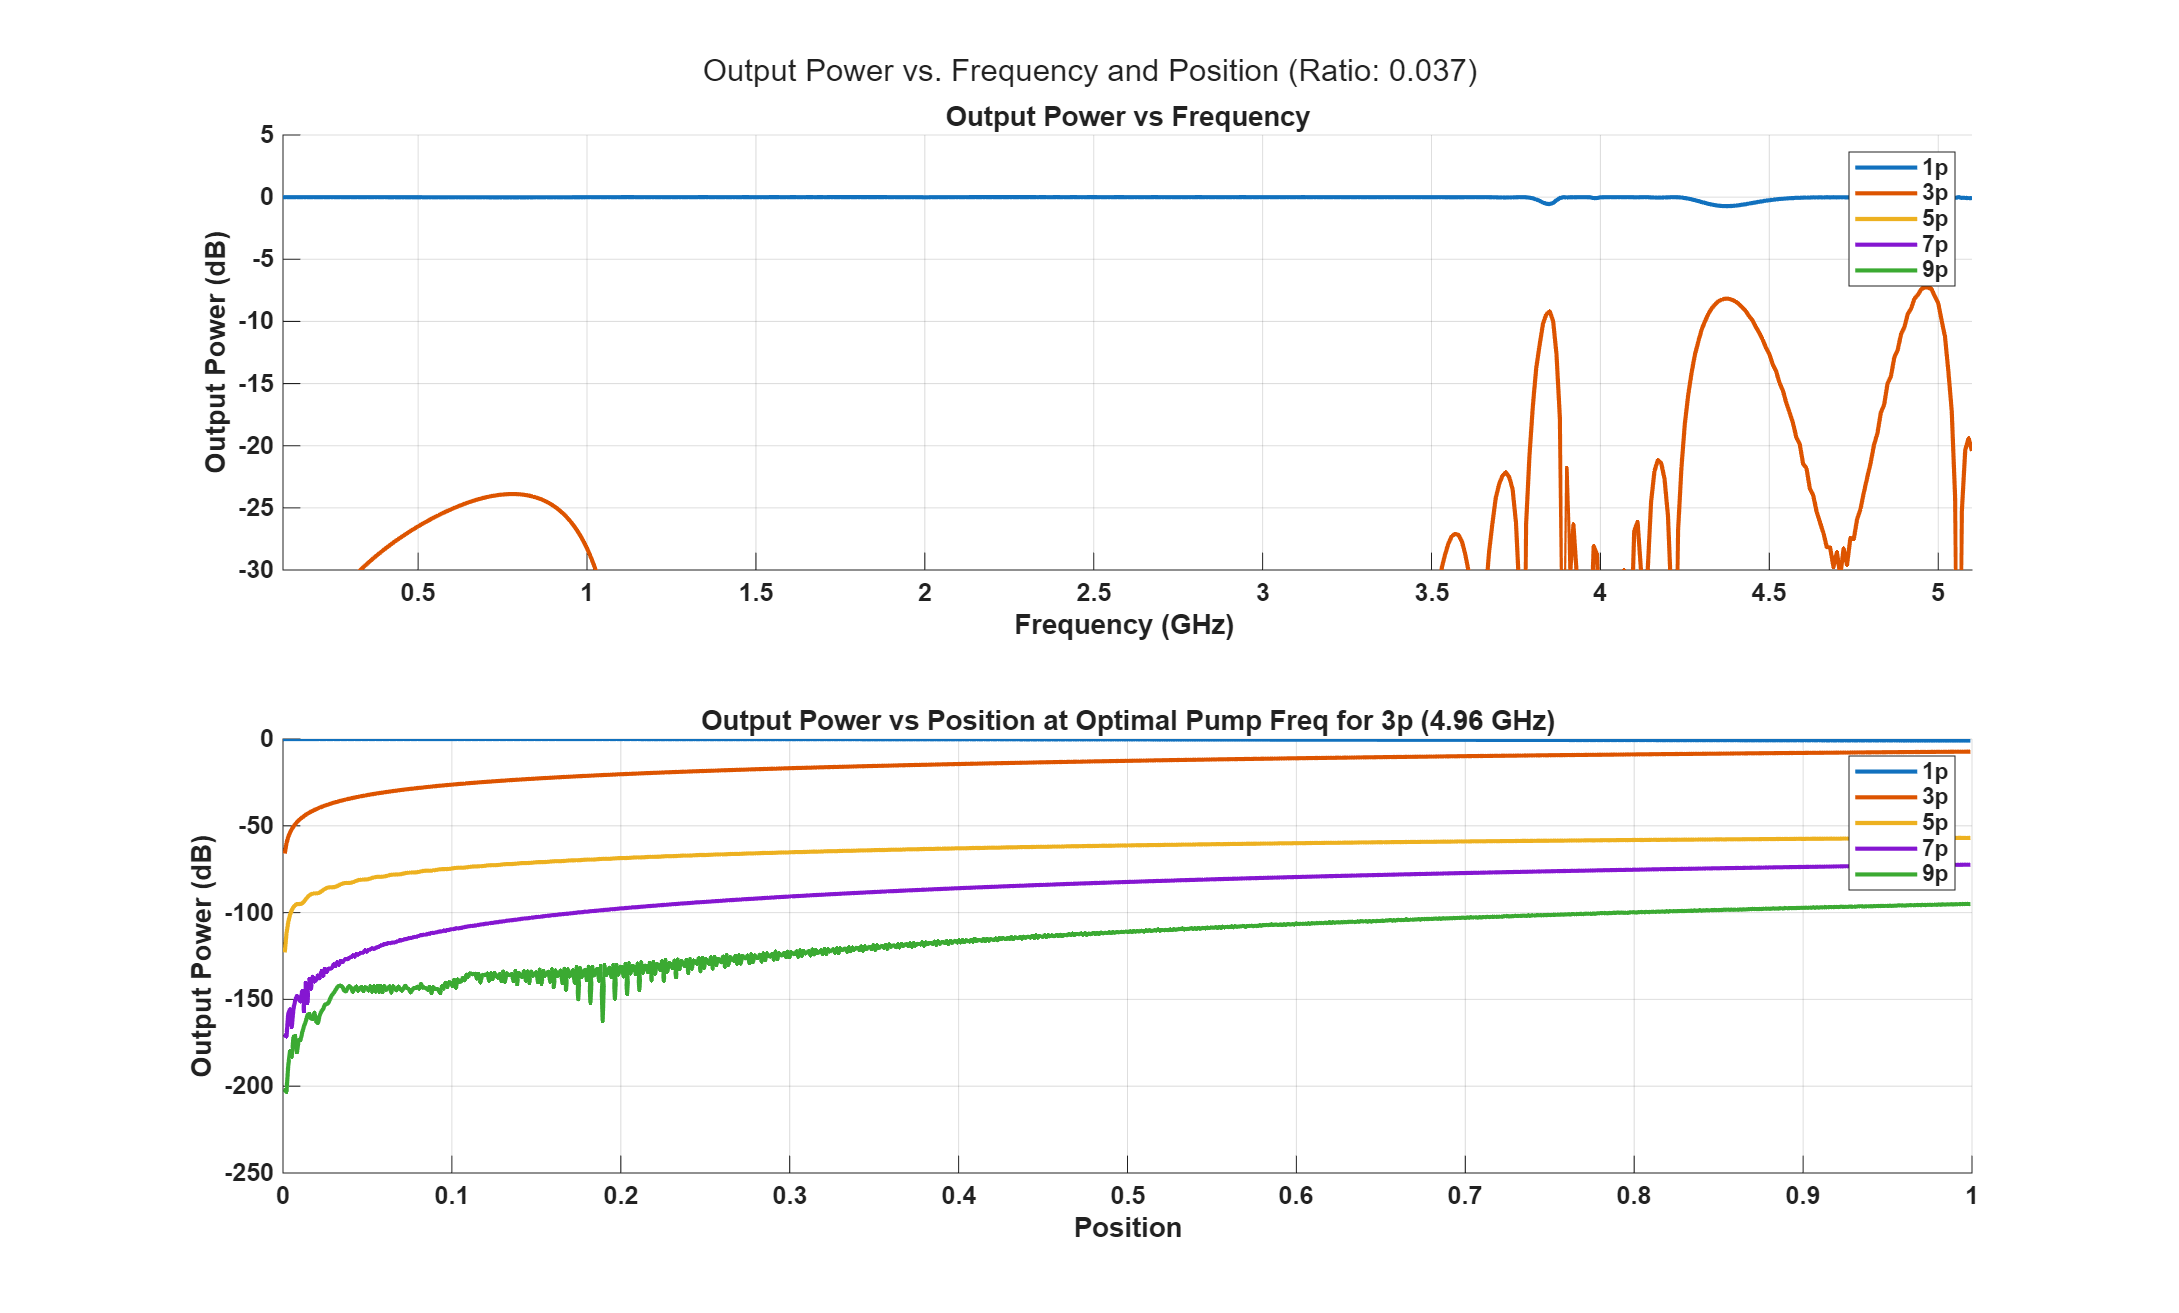 Output Power vs. Frequency and Position (Ratio: 0.037)
Output Power vs Frequency
5
0
-5
-10
-15
-20
-25
-30
Output Power (dB)
1p
3p
5p
7p
9p
0.5 1 1.5 2 2.5 3 3.5 4 4.5 5
Frequency (GHz)
Output Power vs Position at Optimal Pump Freq for 3p (4.96 GHz)
0
-50
-100
-150
-200
-250
Output Power (dB)
1p
3p
5p
7p
9p
0 0.1 0.2 0.3 0.4 0.5 0.6 0.7 0.8 0.9 1
Position